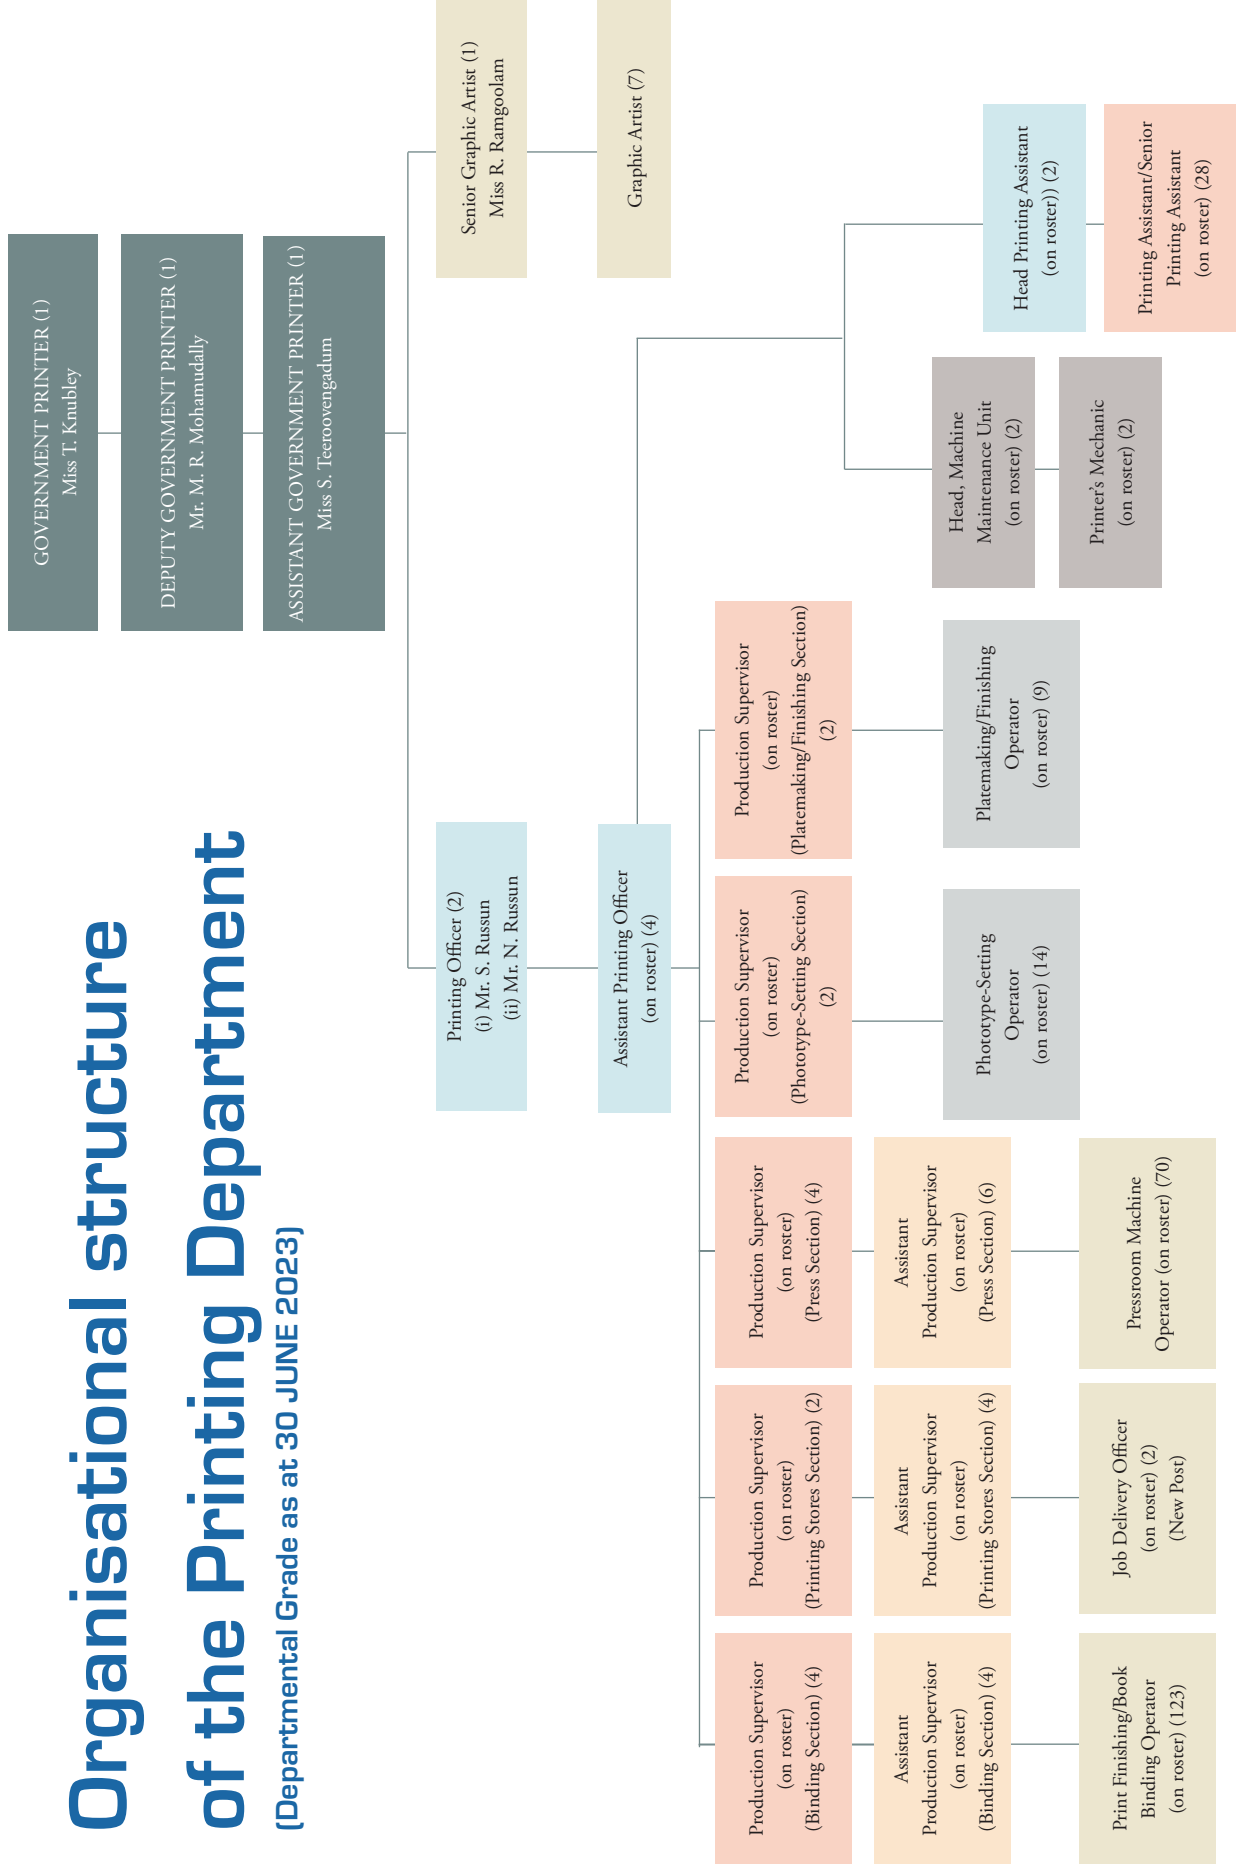 Organisational structure
of the Printing Department
(Departmental Grade as at 30 JUNE 2023)
GOVERNMENT PRINTER (1)
Miss T. Knubley
DEPUTY GOVERNMENT PRINTER (1)
Mr. M. R. Mohamudally
ASSISTANT GOVERNMENT PRINTER (1)
Miss S. Teeroovengadum
Printing Officer (2)
(i) Mr. S. Russun
(ii) Mr. N. Russun
Senior Graphic Artist (1)
Miss R. Ramgoolam
Assistant Printing Officer
(on roster) (4)
Graphic Artist (7)
Production Supervisor
(on roster)
(Binding Section) (4)
Production Supervisor
(on roster)
(Printing Stores Section) (2)
Production Supervisor
(on roster)
(Press Section) (4)
Production Supervisor
(on roster)
(Phototype-Setting Section)
(2)
Production Supervisor
(on roster)
(Platemaking/Finishing Section)
(2)
Assistant
Production Supervisor
(on roster)
(Binding Section) (4)
Assistant
Production Supervisor
(on roster)
(Printing Stores Section) (4)
Assistant
Production Supervisor
(on roster)
(Press Section) (6)
Phototype-Setting
Operator
(on roster) (14)
Platemaking/Finishing
Operator
(on roster) (9)
Head, Machine
Maintenance Unit
(on roster) (2)
Head Printing Assistant
(on roster)) (2)
Print Finishing/Book
Binding Operator
(on roster) (123)
Job Delivery Officer
(on roster) (2)
(New Post)
Pressroom Machine
Operator (on roster) (70)
Printer's Mechanic
(on roster) (2)
Printing Assistant/Senior
Printing Assistant
(on roster) (28)